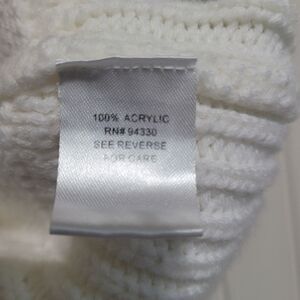 100% ACRYLIC
RN# 94330
SEE REVERSE
FOR CARE